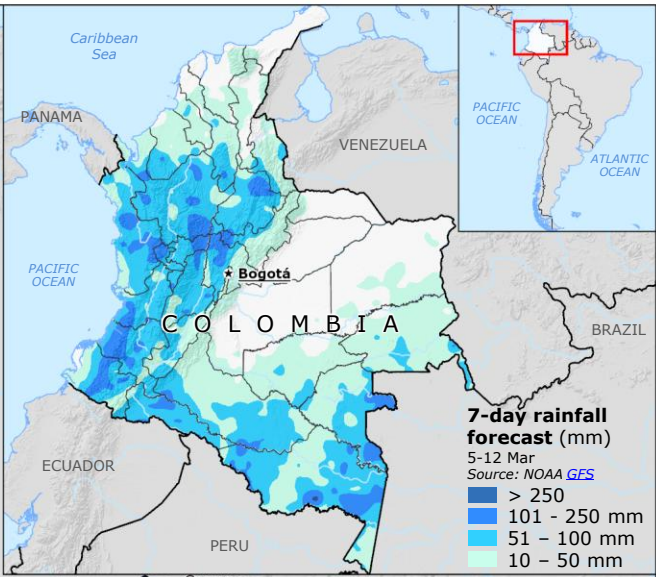 Caribbean
Sea
PANAMA
VENEZUELA
PACIFIC
OCEAN
ATLANTIC
OCEAN
PACIFIC
OCEAN
Bogotá
COLOMBIA
BRAZIL
ECUADOR
PERU
7-day rainfall
forecast (mm)
5-12 Mar
Source: NOAA GFS
> 250
101 - 250 mm
51 – 100 mm
10 – 50 mm